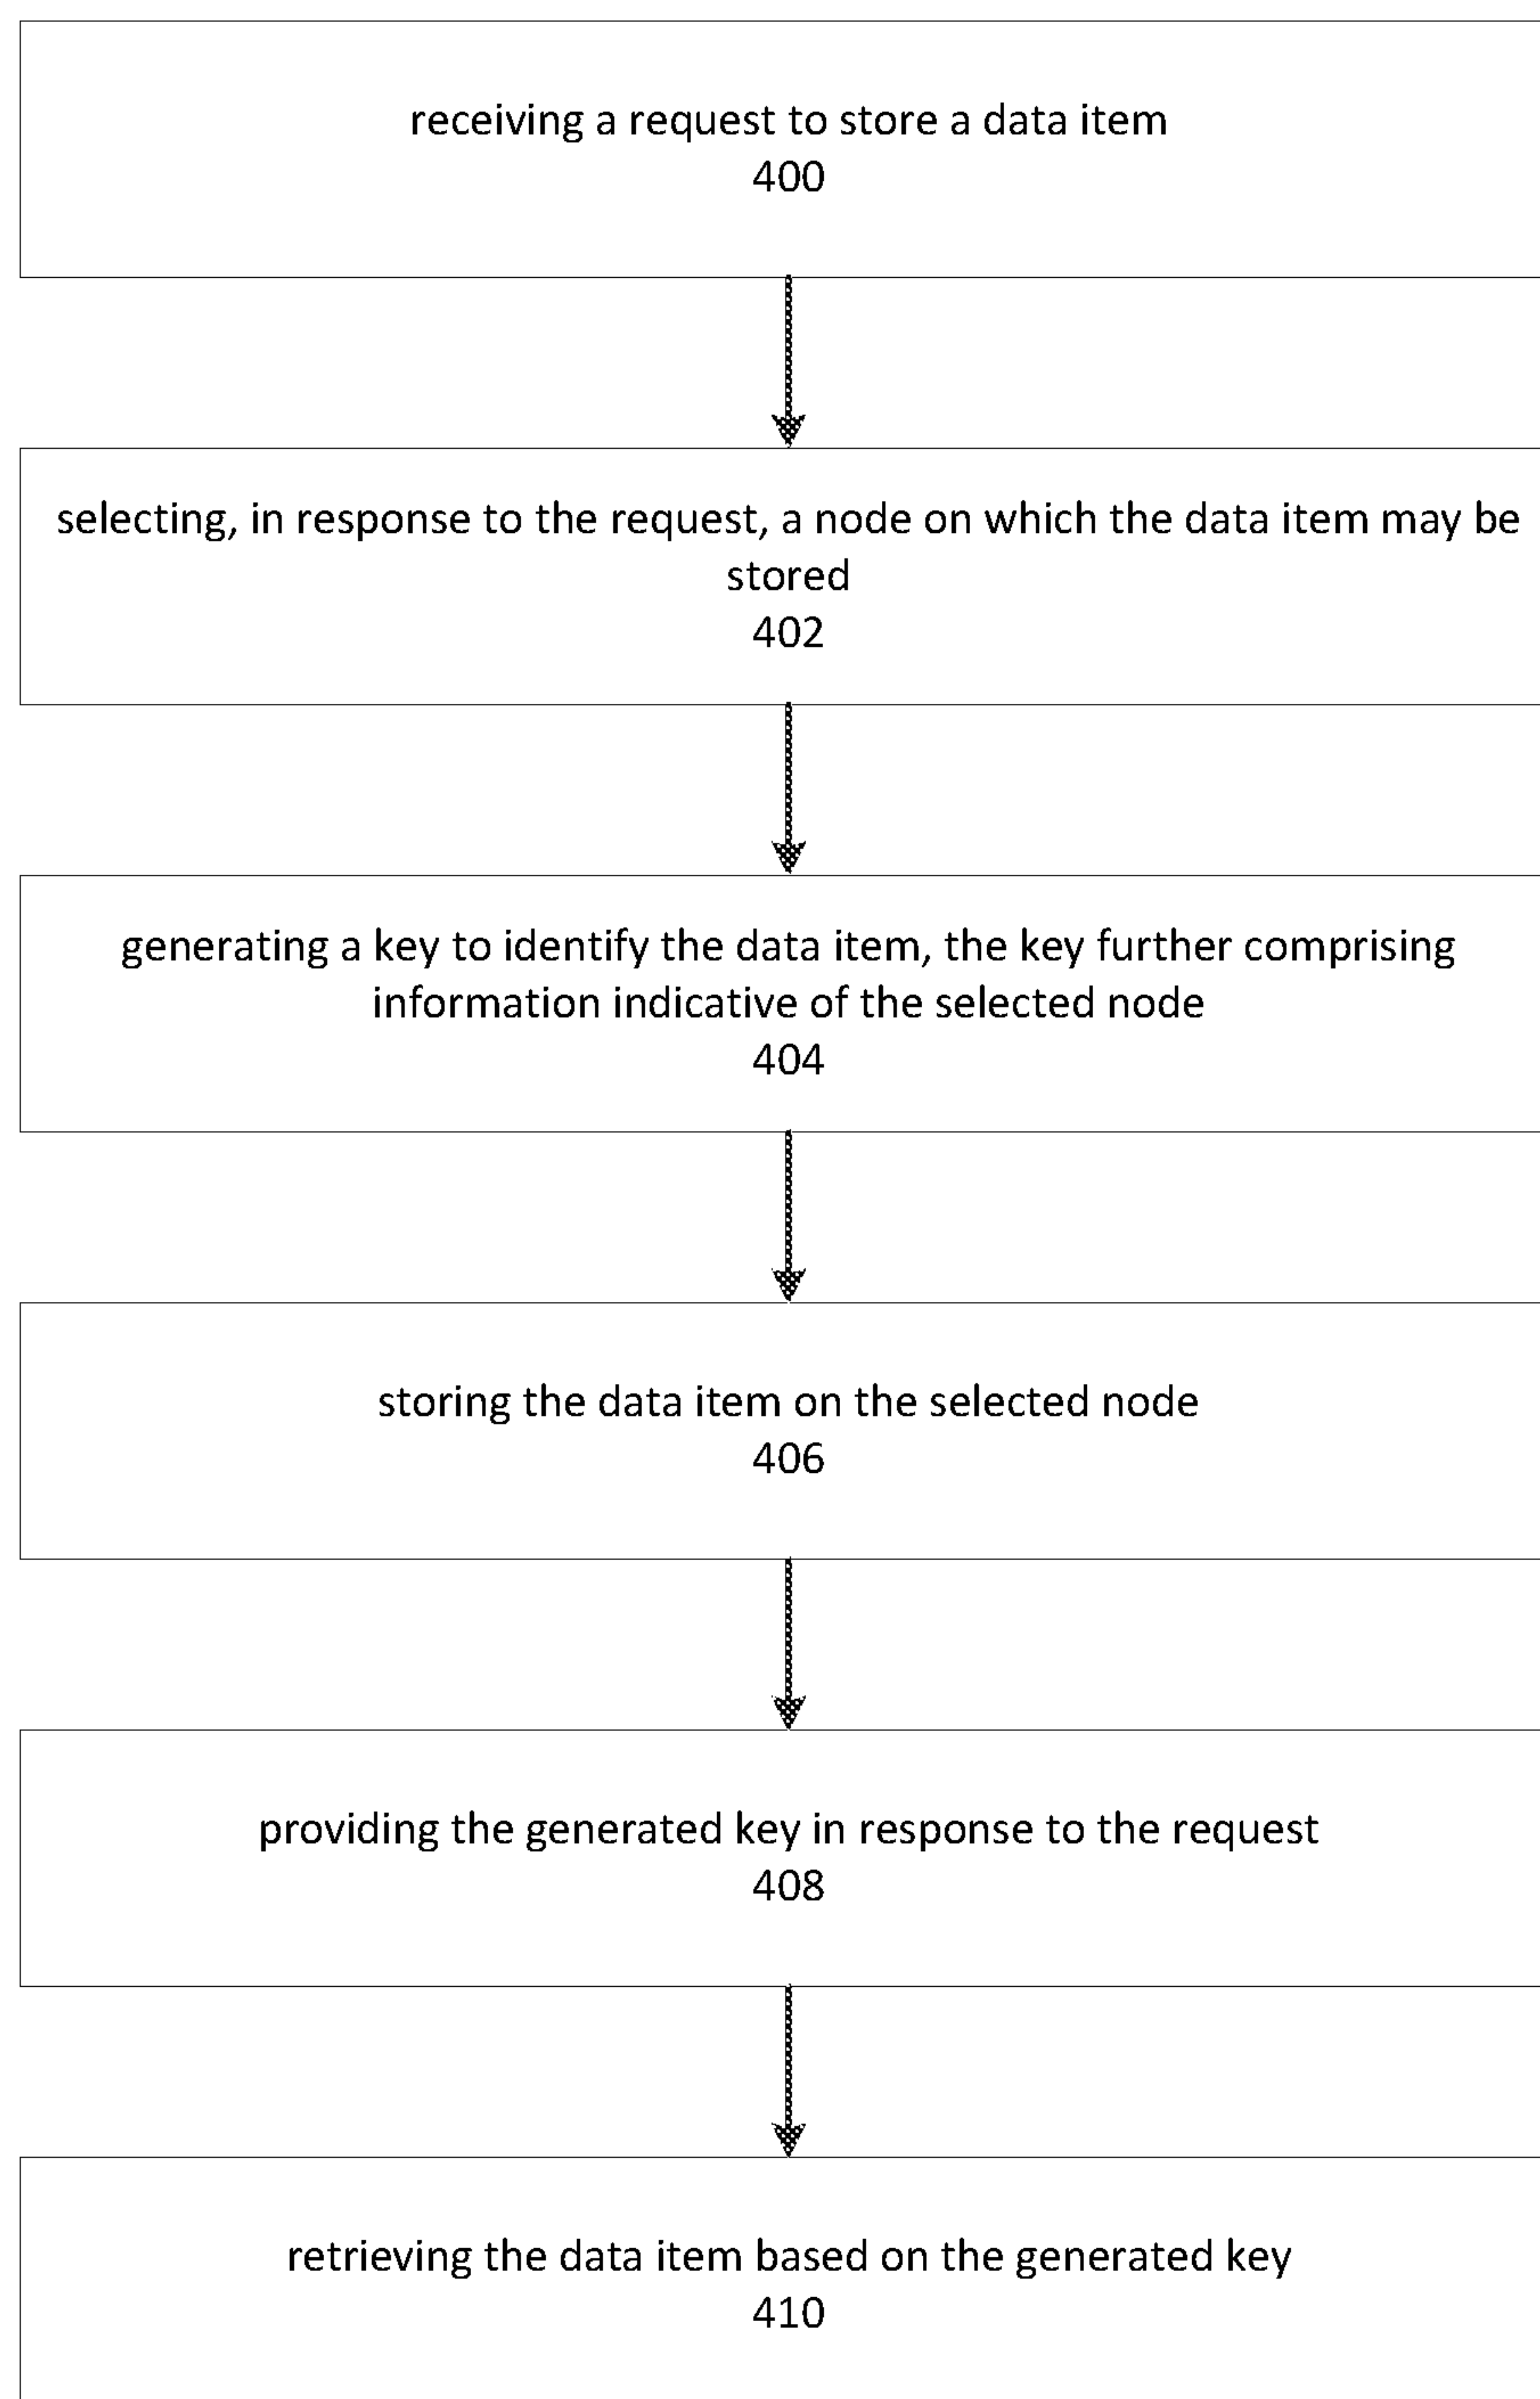 receiving a request to store a data item
400
selecting, in response to the request, a node on which the data item may be
stored
402
generating a key to identify the data item, the key further comprising
information indicative of the selected node
404
storing the data item on the selected node
406
providing the generated key in response to the request
408
retrieving the data item based on the generated key
410